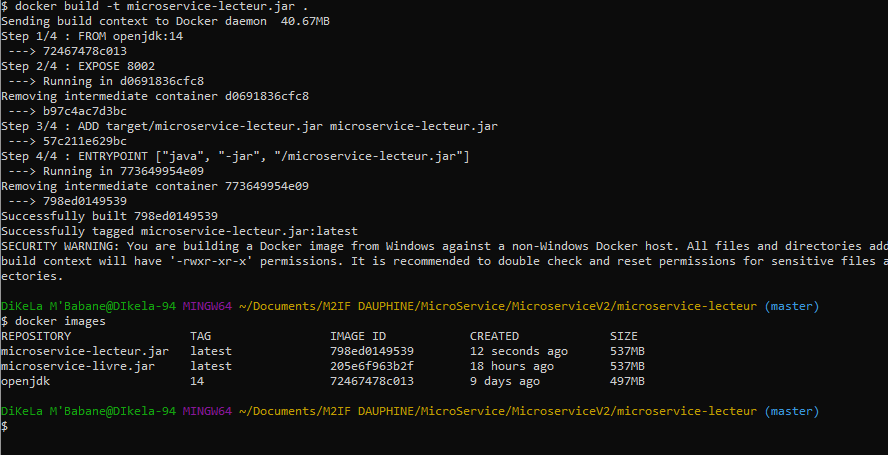 $ docker build -t microservice-lecteur.jar .
Sending build context to Docker daemon  40.67MB
Step 1/4 : FROM openjdk:14
 ---> 72467478c013
Step 2/4 : EXPOSE 8002
 ---> Running in d0691836cfc8
Removing intermediate container d0691836cfc8
 ---> b97c4ac7d3bc
Step 3/4 : ADD target/microservice-lecteur.jar microservice-lecteur.jar
 ---> 57c211e629bc
Step 4/4 : ENTRYPOINT ["java", "-jar", "/microservice-lecteur.jar"]
 ---> Running in 773649954e09
Removing intermediate container 773649954e09
 ---> 798ed0149539
Successfully built 798ed0149539
Successfully tagged microservice-lecteur.jar:latest
SECURITY WARNING: You are building a Docker image from Windows against a non-Windows Docker host. All files and directories add
build context will have '-rwxr-xr-x' permissions. It is recommended to double check and reset permissions for sensitive files a
ectories.
DiKeLa M'Babane@DIkela-94 MINGW64 ~/Documents/M2IF DAUPHINE/MicroService/MicroserviceV2/microservice-lecteur (master)
$ docker images
REPOSITORY                TAG                 IMAGE ID            CREATED             SIZE
microservice-lecteur.jar   latest              798ed0149539        12 seconds ago      537MB
microservice-livre.jar     latest              205e6f963b2f        18 hours ago        537MB
openjdk                    14                  72467478c013        9 days ago          497MB
DiKeLa M'Babane@DIkela-94 MINGW64 ~/Documents/M2IF DAUPHINE/MicroService/MicroserviceV2/microservice-lecteur (master)
$